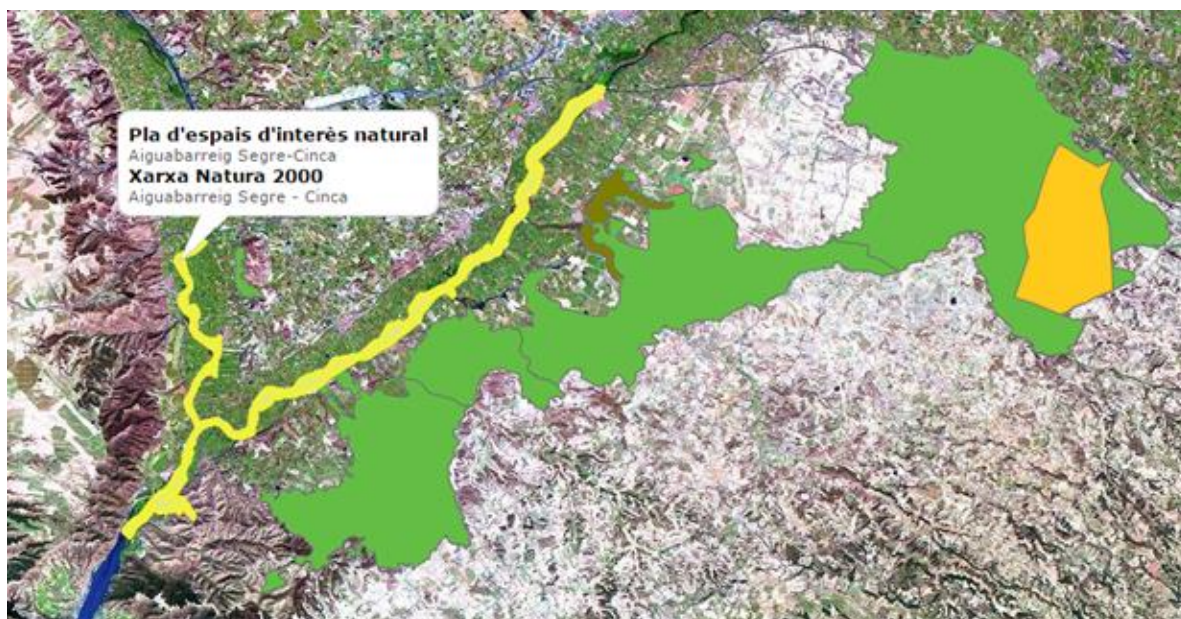 Pla d'espais d'interès natural
Aiguabarreig Segre-Cinca
Xarxa Natura 2000
Aiguabarreig Segre - Cinca